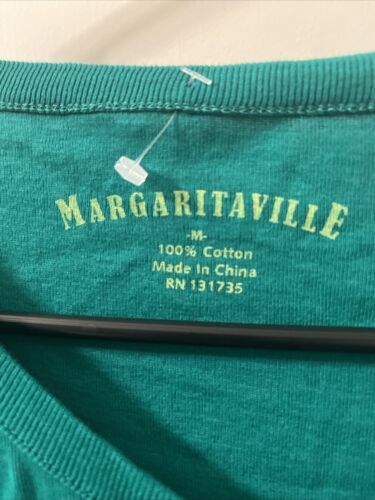 MARGARITAVILLE
-M-
100% Cotton
Made In China
RN 131735